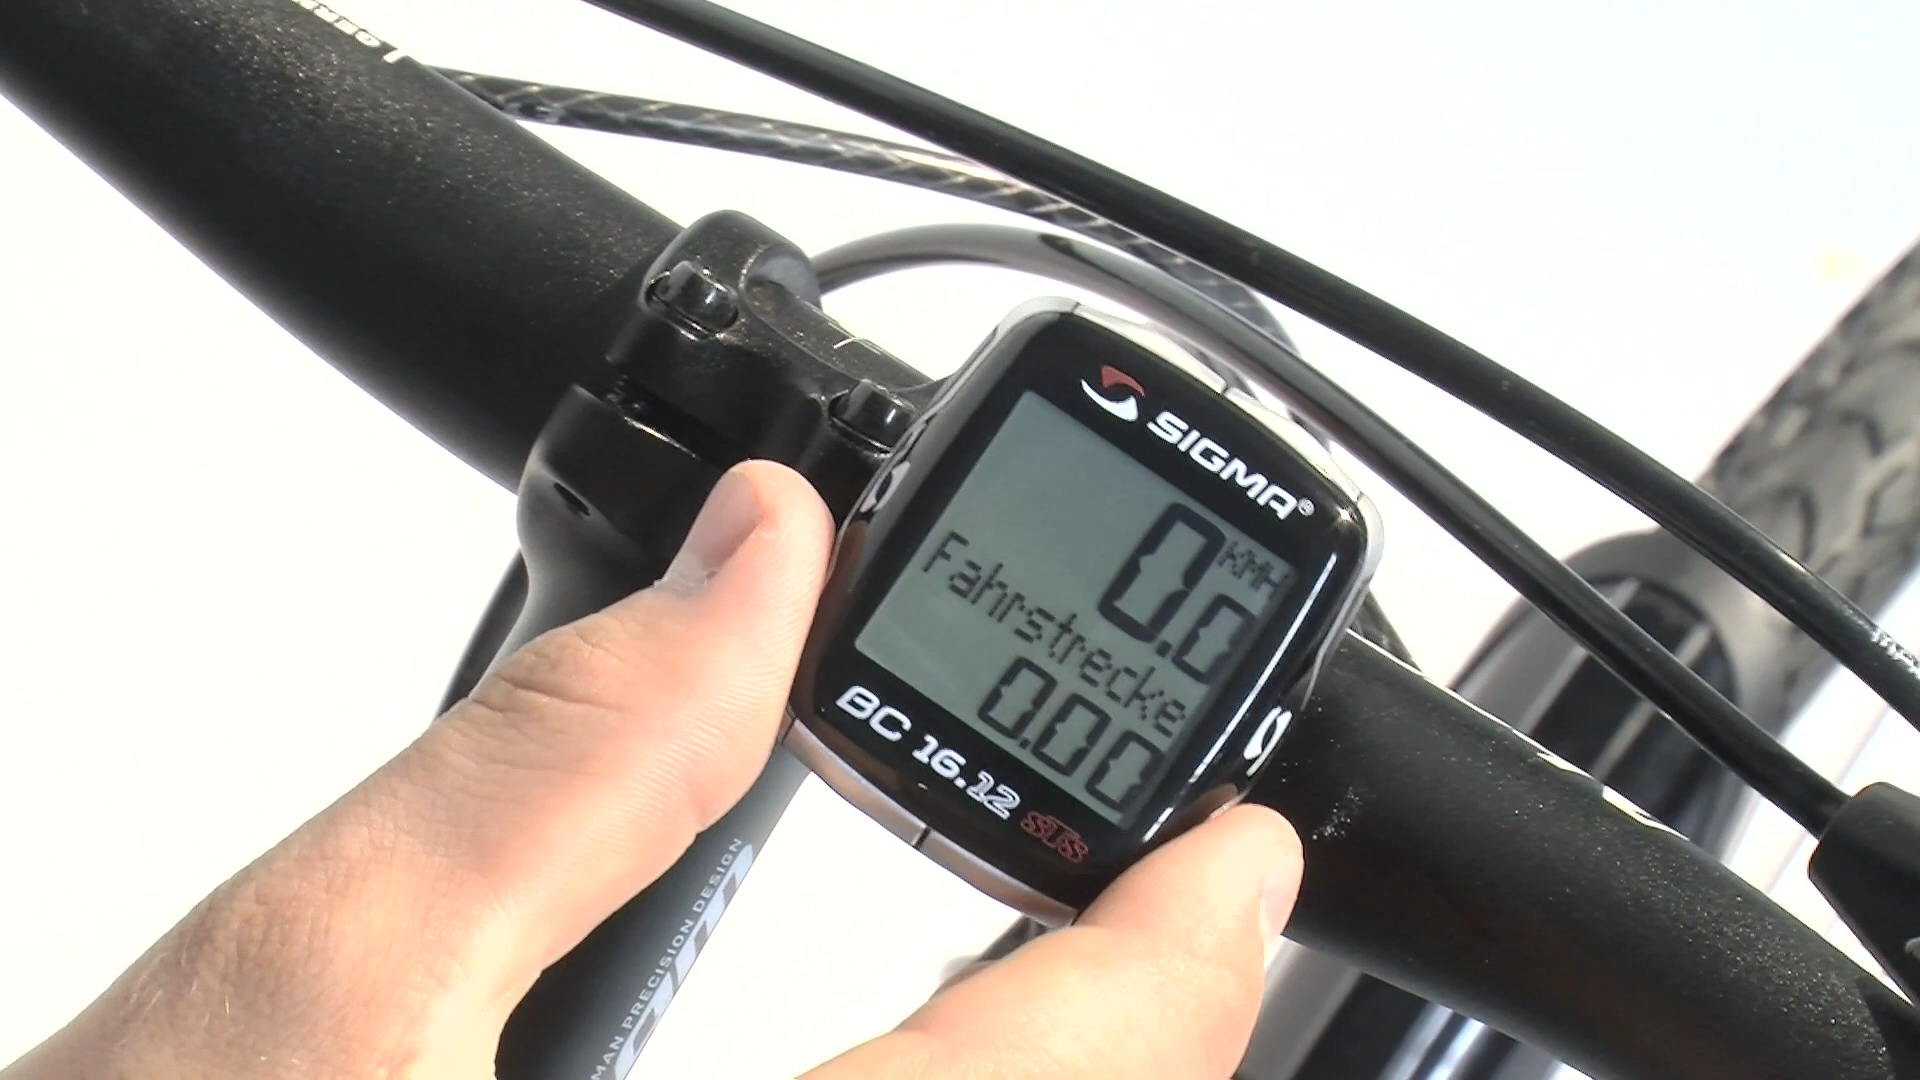 SIGMA®
0.0 KMH
Fahrstrecke
0.00
BC 16.12 STS
MAN PRECISION DESIGN